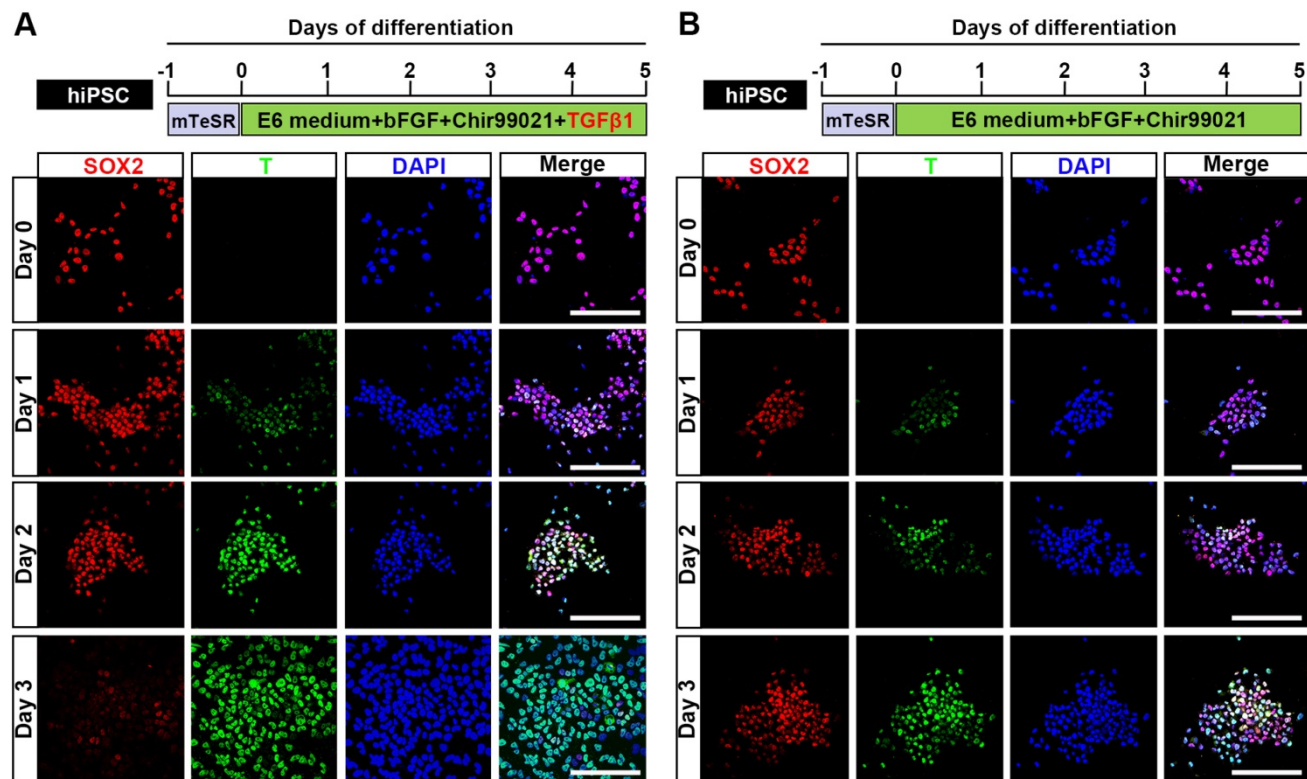 A
Days of differentiation
-1 0 1 2 3 4 5
hiPSC
mTeSR
E6 medium+bFGF+Chir99021+TGFβ1
SOX2 T DAPI Merge
Day 0
Day 1
Day 2
Day 3
B
Days of differentiation
-1 0 1 2 3 4 5
hiPSC
mTeSR
E6 medium+bFGF+Chir99021
SOX2 T DAPI Merge
Day 0
Day 1
Day 2
Day 3